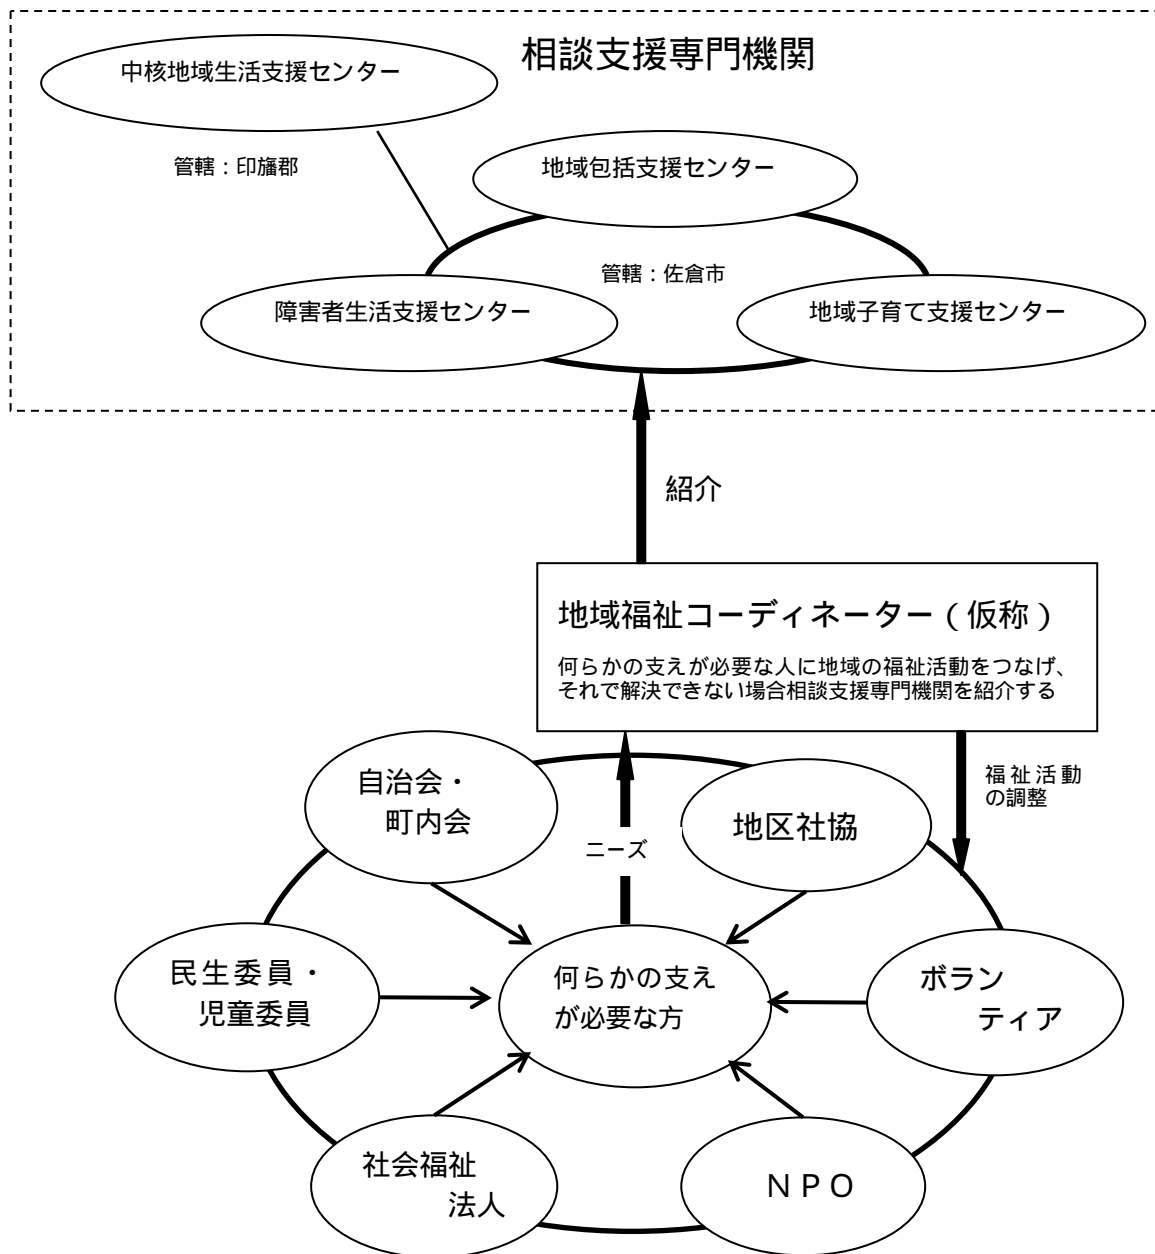 相談支援専門機関
中核地域生活支援センター
管轄：印旛郡
地域包括支援センター
管轄：佐倉市
障害者生活支援センター
地域子育て支援センター
紹介
地域福祉コーディネーター（仮称）
何らかの支えが必要な人に地域の福祉活動をつなげ、
それで解決できない場合相談支援専門機関を紹介する
福祉活動
の調整
自治会・
町内会
地区社協
ニーズ
民生委員・
児童委員
何らかの支え
が必要な方
ボラン
ティア
社会福祉
法人
ＮＰＯ